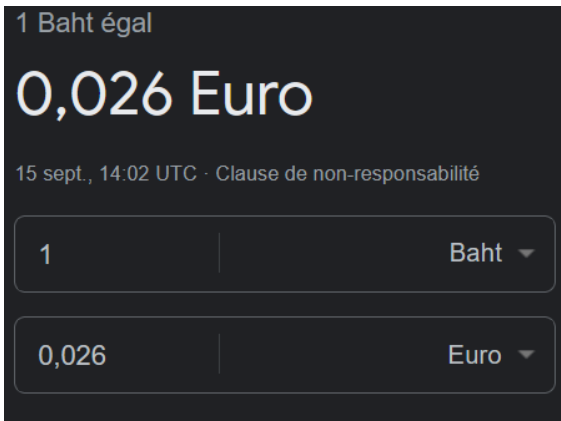 1 Baht égal
0,026 Euro
15 sept., 14:02 UTC · Clause de non-responsabilité
1 Baht
0,026 Euro